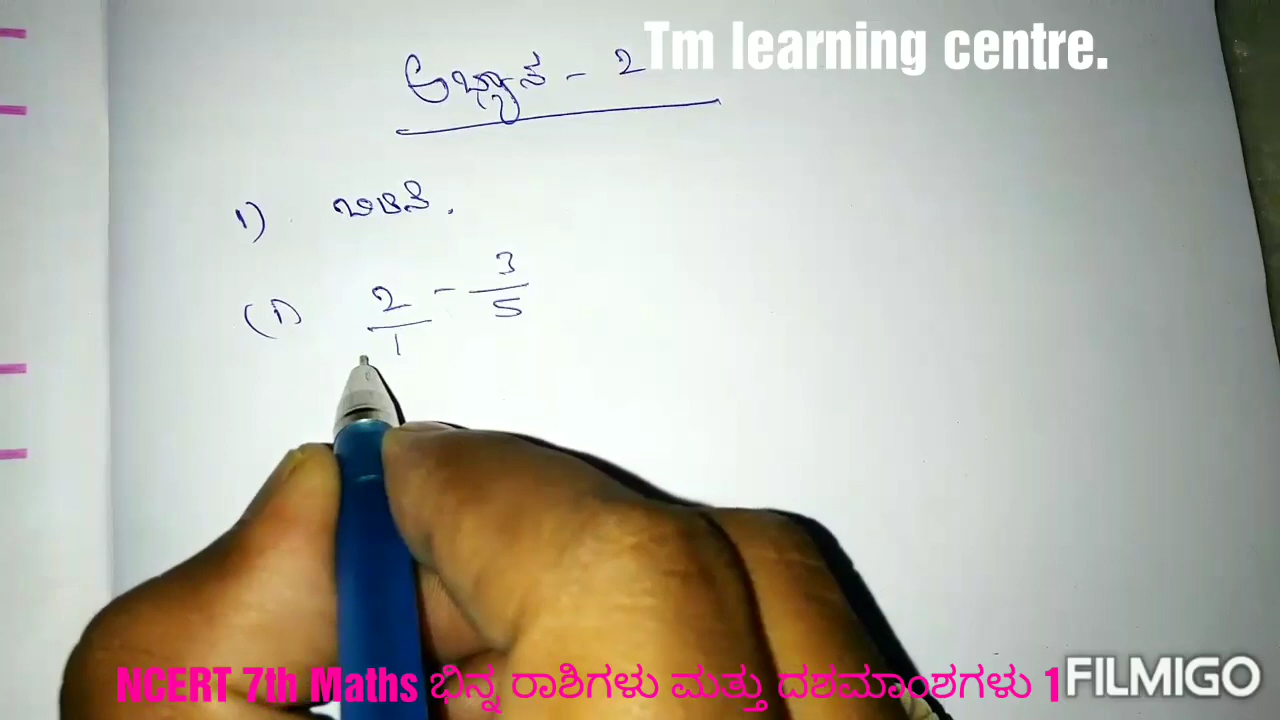 Tm learning centre.
ಅಭ್ಯಾಸ - 2
1) ಬಿಡಿಸಿ.
(1) 2/1 - 3/5
NCERT 7th Maths ಭಿನ್ನ ರಾಶಿಗಳು ಮತ್ತು ದಶಮಾಂಶಗಳು 1
FILMIGO